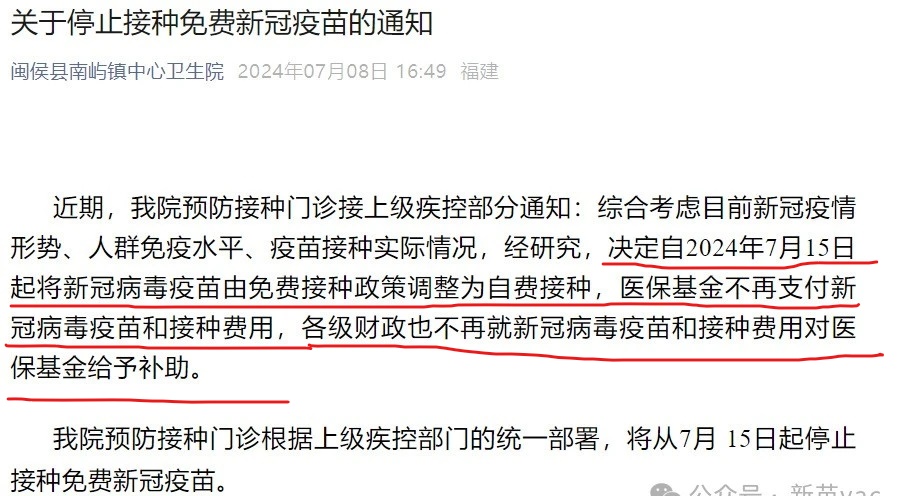 关于停止接种免费新冠疫苗的通知
闽侯县南屿镇中心卫生院 2024年07月08日 16:49 福建
近期，我院预防接种门诊接上级疾控部分通知：综合考虑目前新冠疫情
形势、人群免疫水平、疫苗接种实际情况，经研究，决定自2024年7月15日
起将新冠病毒疫苗由免费接种政策调整为自费接种，医保基金不再支付新
冠病毒疫苗和接种费用，各级财政也不再就新冠病毒疫苗和接种费用对医
保基金给予补助。
我院预防接种门诊根据上级疾控部门的统一部署，将从7月 15日起停止
接种免费新冠疫苗。
公众号 · 新苗vac